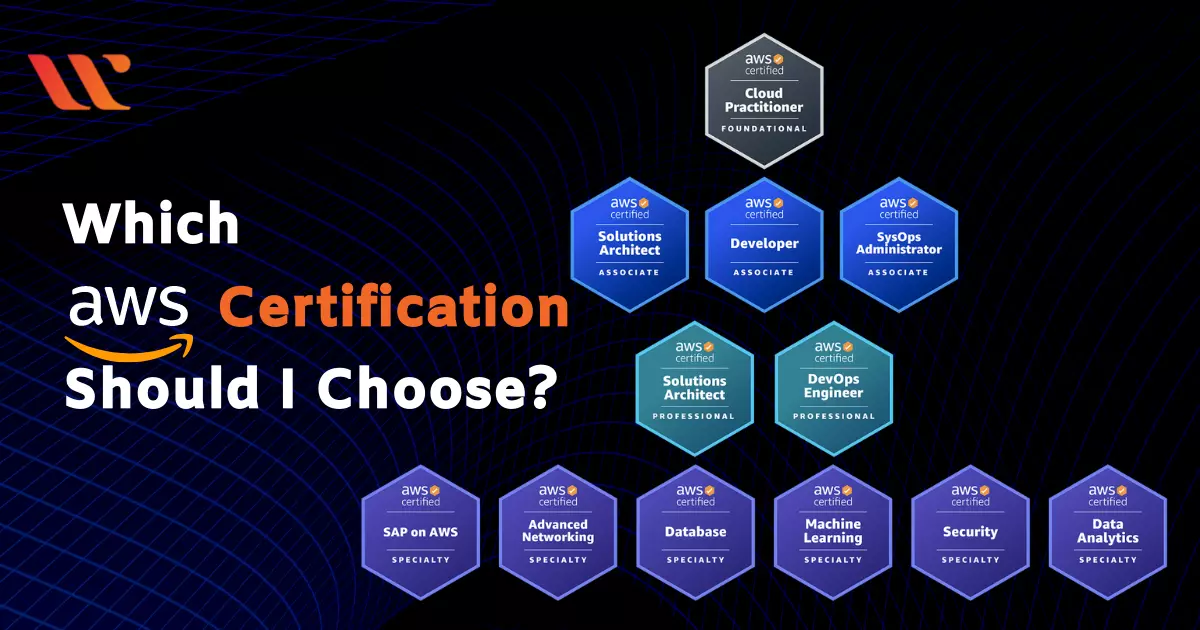 Which
aws Certification
Should I Choose?
aws
certified
Cloud
Practitioner
FOUNDATIONAL
aws
certified
Solutions
Architect
ASSOCIATE
aws
certified
Developer
ASSOCIATE
aws
certified
SysOps
Administrator
ASSOCIATE
aws
certified
Solutions
Architect
PROFESSIONAL
aws
certified
DevOps
Engineer
PROFESSIONAL
aws
certified
SAP on AWS
SPECIALTY
aws
certified
Advanced
Networking
SPECIALTY
aws
certified
Database
SPECIALTY
aws
certified
Machine
Learning
SPECIALTY
aws
certified
Security
SPECIALTY
aws
certified
Data
Analytics
SPECIALTY